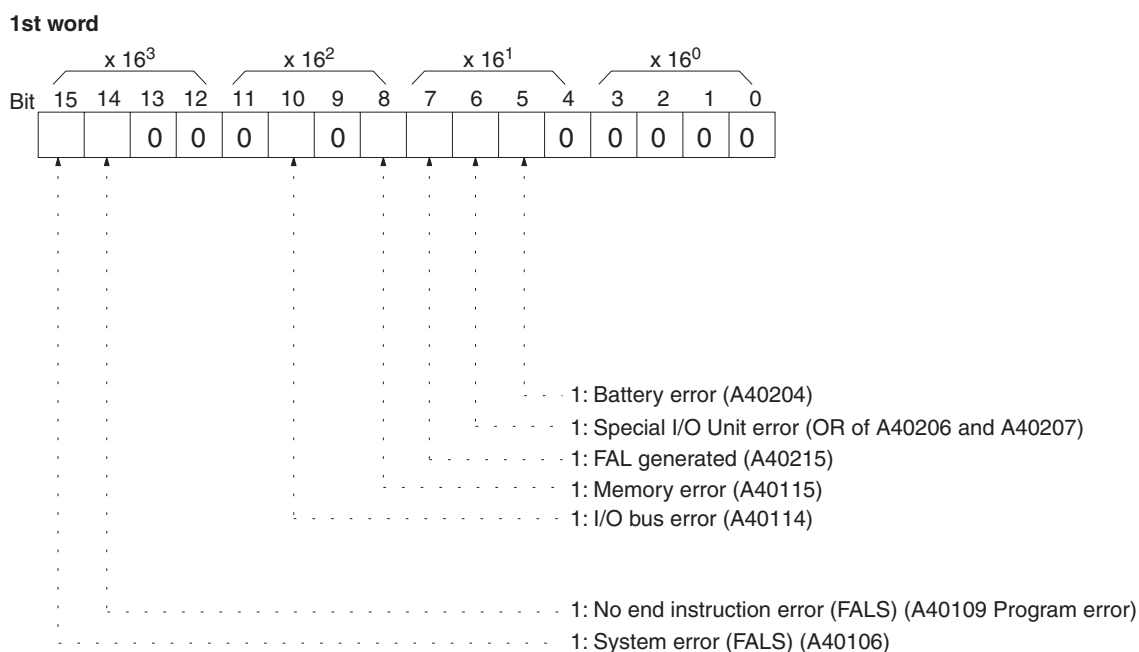 1st word
x 16³ x 16² x 16¹ x 16⁰
Bit 15 14 13 12 11 10 9 8 7 6 5 4 3 2 1 0
0 0 0 0 0 0 0 0 0
1: Battery error (A40204)
1: Special I/O Unit error (OR of A40206 and A40207)
1: FAL generated (A40215)
1: Memory error (A40115)
1: I/O bus error (A40114)
1: No end instruction error (FALS) (A40109 Program error)
1: System error (FALS) (A40106)